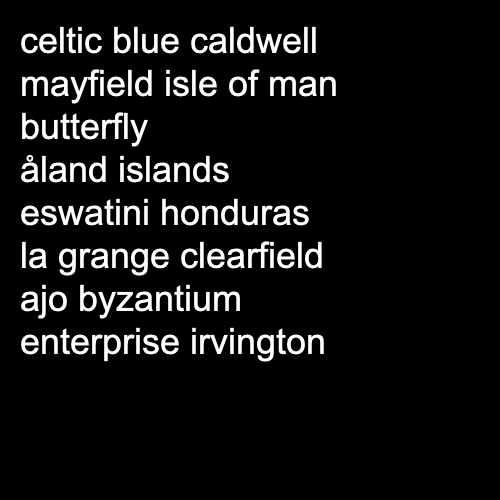 celtic blue caldwell
mayfield isle of man
butterfly
åland islands
eswatini honduras
la grange clearfield
ajo byzantium
enterprise irvington